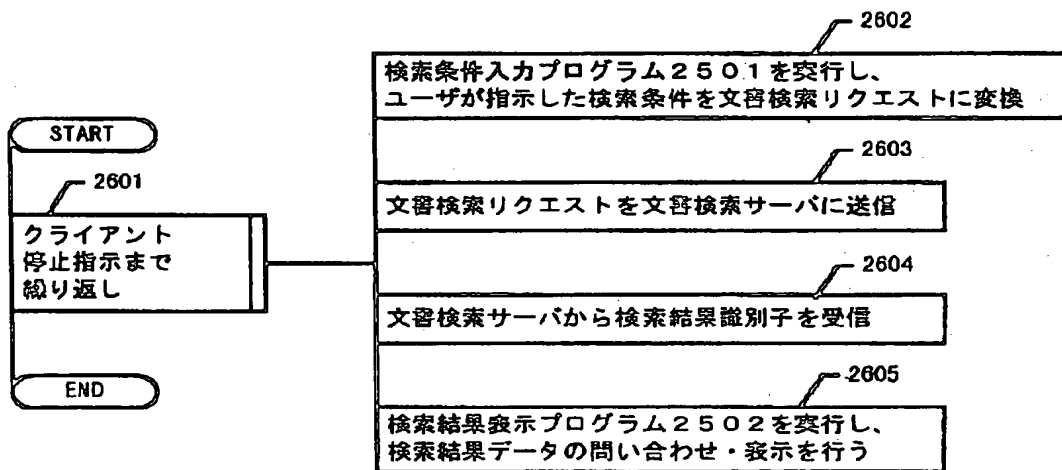 START
2601
クライアント
停止指示まで
繰り返し
END
2602
検索条件入力プログラム2501を実行し、
ユーザが指示した検索条件を文書検索リクエストに変換
2603
文書検索リクエストを文書検索サーバに送信
2604
文書検索サーバから検索結果識別子を受信
2605
検索結果表示プログラム2502を実行し、
検索結果データの問い合わせ・表示を行う